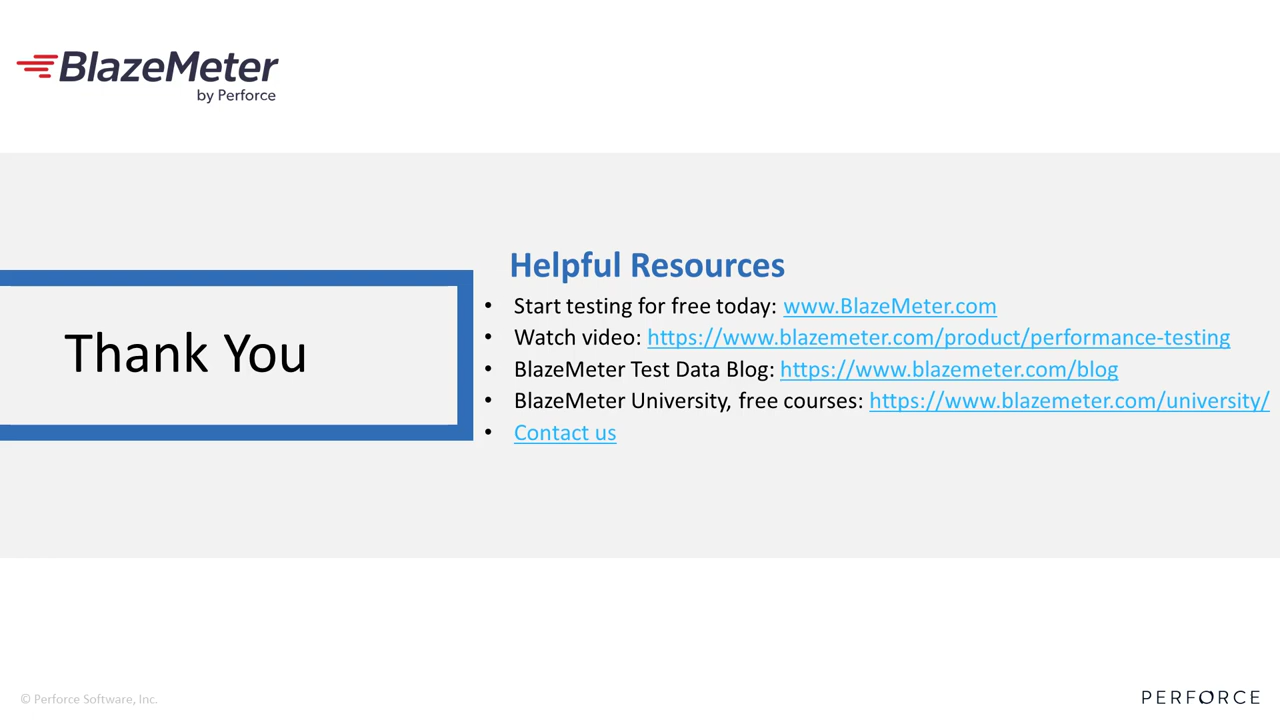 BlazeMeter
by Perforce
Thank You
Helpful Resources
• Start testing for free today: www.BlazeMeter.com
• Watch video: https://www.blazemeter.com/product/performance-testing
• BlazeMeter Test Data Blog: https://www.blazemeter.com/blog
• BlazeMeter University, free courses: https://www.blazemeter.com/university/
• Contact us
© Perforce Software, Inc.
PERFORCE